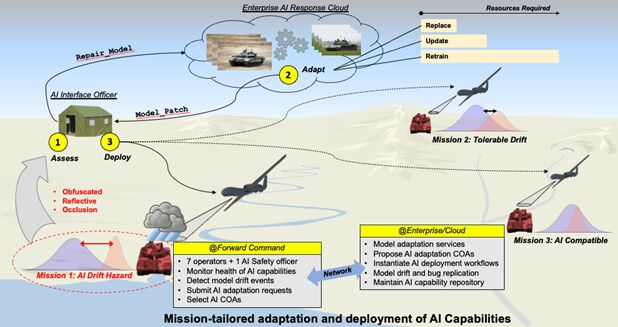 Enterprise AI Response Cloud
Resources Required
Replace
Update
Retrain
Repair_Model
2
Adapt
AI Interface Officer
Model_Patch
1
3
Assess
Deploy
Mission 2: Tolerable Drift
Obfuscated
Reflective
Occlusion
Mission 3: AI Compatible
Mission 1: AI Drift Hazard
@Forward Command
7 operators + 1 AI Safety officer
Monitor health of AI capabilities
Detect model drift events
Submit AI adaptation requests
Select AI COAs
Network
@Enterprise/Cloud
Model adaptation services
Propose AI adaptation COAs
Instantiate AI deployment workflows
Model drift and bug replication
Maintain AI capability repository
Mission-tailored adaptation and deployment of AI Capabilities